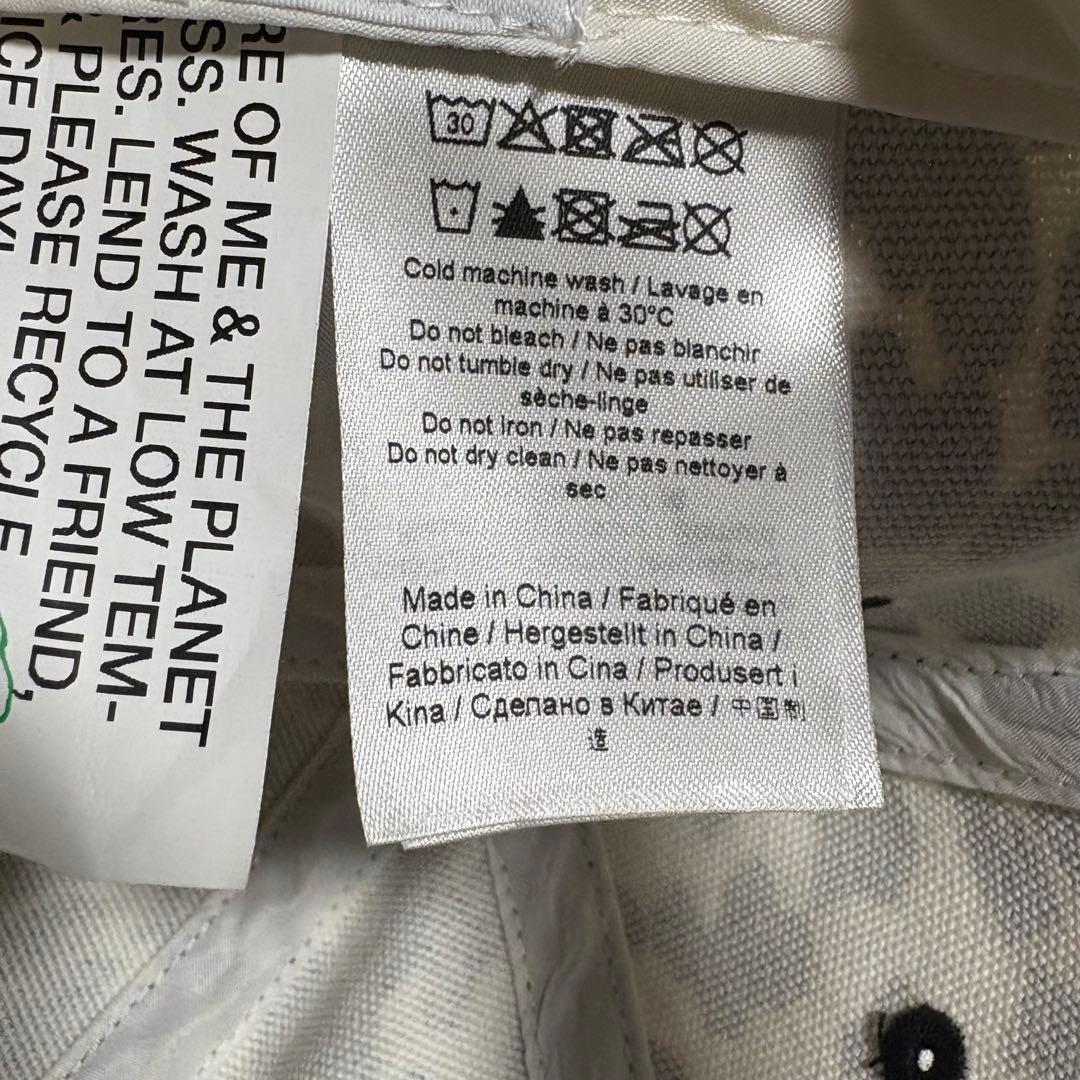 RE OF ME & THE PLANET
SS. WASH AT LOW TEM-
RES. LEND TO A FRIEND,
PLEASE RECYCLE
ICE DAY
30
Cold machine wash / Lavage en
machine à 30°C
Do not bleach / Ne pas blanchir
Do not tumble dry / Ne pas utiliser de
sèche-linge
Do not iron / Ne pas repasser
Do not dry clean / Ne pas nettoyer à
sec
Made in China / Fabriqué en
Chine / Hergestellt in China /
Fabbricato in Cina / Produsert i
Kina / Сделано в Китае / 中国制
造